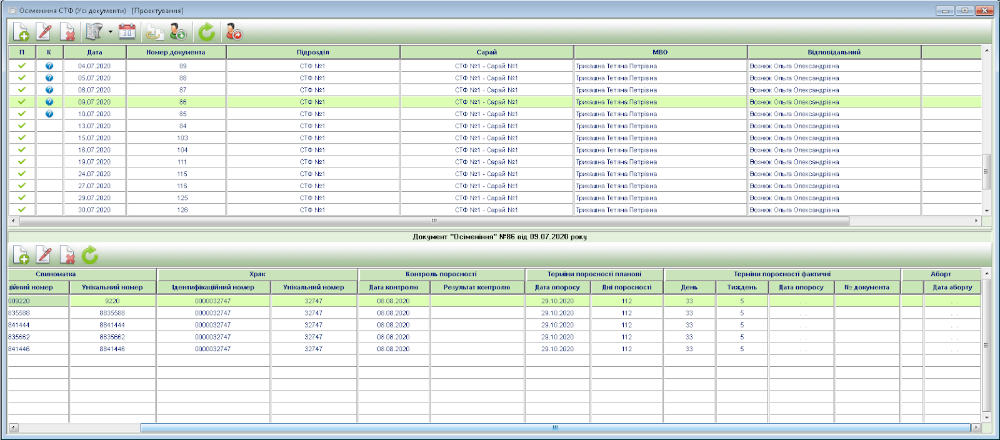 Осіменіння СТФ (Усі документи) [Проектування]
30
П К Дата Номер документа Підрозділ Сарай МВО Відповідальний
04.07.2020 89 СТФ №1 СТФ №1 - Сарай №1 Трикашна Тетяна Петрівна Вознюк Ольга Олександрівна
05.07.2020 88 СТФ №1 СТФ №1 - Сарай №1 Трикашна Тетяна Петрівна Вознюк Ольга Олександрівна
06.07.2020 87 СТФ №1 СТФ №1 - Сарай №1 Трикашна Тетяна Петрівна Вознюк Ольга Олександрівна
09.07.2020 86 СТФ №1 СТФ №1 - Сарай №1 Трикашна Тетяна Петрівна Вознюк Ольга Олександрівна
10.07.2020 85 СТФ №1 СТФ №1 - Сарай №1 Трикашна Тетяна Петрівна Вознюк Ольга Олександрівна
13.07.2020 84 СТФ №1 СТФ №1 - Сарай №1 Трикашна Тетяна Петрівна Вознюк Ольга Олександрівна
15.07.2020 103 СТФ №1 СТФ №1 - Сарай №1 Трикашна Тетяна Петрівна Вознюк Ольга Олександрівна
16.07.2020 104 СТФ №1 СТФ №1 - Сарай №1 Трикашна Тетяна Петрівна Вознюк Ольга Олександрівна
19.07.2020 111 СТФ №1 СТФ №1 - Сарай №1 Трикашна Тетяна Петрівна Вознюк Ольга Олександрівна
24.07.2020 115 СТФ №1 СТФ №1 - Сарай №1 Трикашна Тетяна Петрівна Вознюк Ольга Олександрівна
27.07.2020 116 СТФ №1 СТФ №1 - Сарай №1 Трикашна Тетяна Петрівна Вознюк Ольга Олександрівна
29.07.2020 125 СТФ №1 СТФ №1 - Сарай №1 Трикашна Тетяна Петрівна Вознюк Ольга Олександрівна
30.07.2020 126 СТФ №1 СТФ №1 - Сарай №1 Трикашна Тетяна Петрівна Вознюк Ольга Олександрівна
Документ "Осіменіння" №86 від 09.07.2020 року
Свиноматка Хряк Контроль поросності Терміни поросності планові Терміни поросності фактичні Аборт
ційний номер Унікальний номер Ідентифікаційний номер Унікальний номер Дата контролю Результат контролю Дата опоросу Дні поросності День Тиждень Дата опоросу № документа Дата аборту
009220 9220 0000032747 32747 08.08.2020 29.10.2020 112 33 5 . . . .
835588 8835588 0000032747 32747 08.08.2020 29.10.2020 112 33 5 . . . .
841444 8841444 0000032747 32747 08.08.2020 29.10.2020 112 33 5 . . . .
835662 8835662 0000032747 32747 08.08.2020 29.10.2020 112 33 5 . . . .
841446 8841446 0000032747 32747 08.08.2020 29.10.2020 112 33 5 . . . .